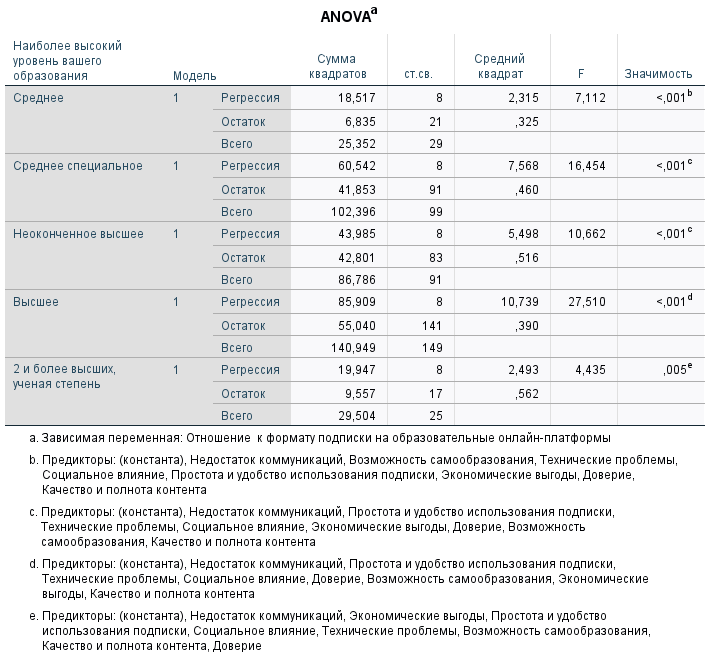 ANOVAa
Наиболее высокий уровень вашего образования Модель Сумма квадратов ст.св. Средний квадрат F Значимость
Среднее 1 Регрессия 18,517 8 2,315 7,112 <,001b
Остаток 6,835 21 ,325
Всего 25,352 29
Среднее специальное 1 Регрессия 60,542 8 7,568 16,454 <,001c
Остаток 41,853 91 ,460
Всего 102,396 99
Неоконченное высшее 1 Регрессия 43,985 8 5,498 10,662 <,001c
Остаток 42,801 83 ,516
Всего 86,786 91
Высшее 1 Регрессия 85,909 8 10,739 27,510 <,001d
Остаток 55,040 141 ,390
Всего 140,949 149
2 и более высших, ученая степень 1 Регрессия 19,947 8 2,493 4,435 ,005e
Остаток 9,557 17 ,562
Всего 29,504 25
a. Зависимая переменная: Отношение к формату подписки на образовательные онлайн-платформы
b. Предикторы: (константа), Недостаток коммуникаций, Возможность самообразования, Технические проблемы,
Социальное влияние, Простота и удобство использования подписки, Экономические выгоды, Доверие,
Качество и полнота контента
c. Предикторы: (константа), Недостаток коммуникаций, Простота и удобство использования подписки,
Технические проблемы, Социальное влияние, Экономические выгоды, Доверие, Возможность
самообразования, Качество и полнота контента
d. Предикторы: (константа), Недостаток коммуникаций, Простота и удобство использования подписки,
Технические проблемы, Социальное влияние, Доверие, Возможность самообразования, Экономические
выгоды, Качество и полнота контента
e. Предикторы: (константа), Недостаток коммуникаций, Экономические выгоды, Простота и удобство
использования подписки, Социальное влияние, Технические проблемы, Возможность самообразования,
Качество и полнота контента, Доверие